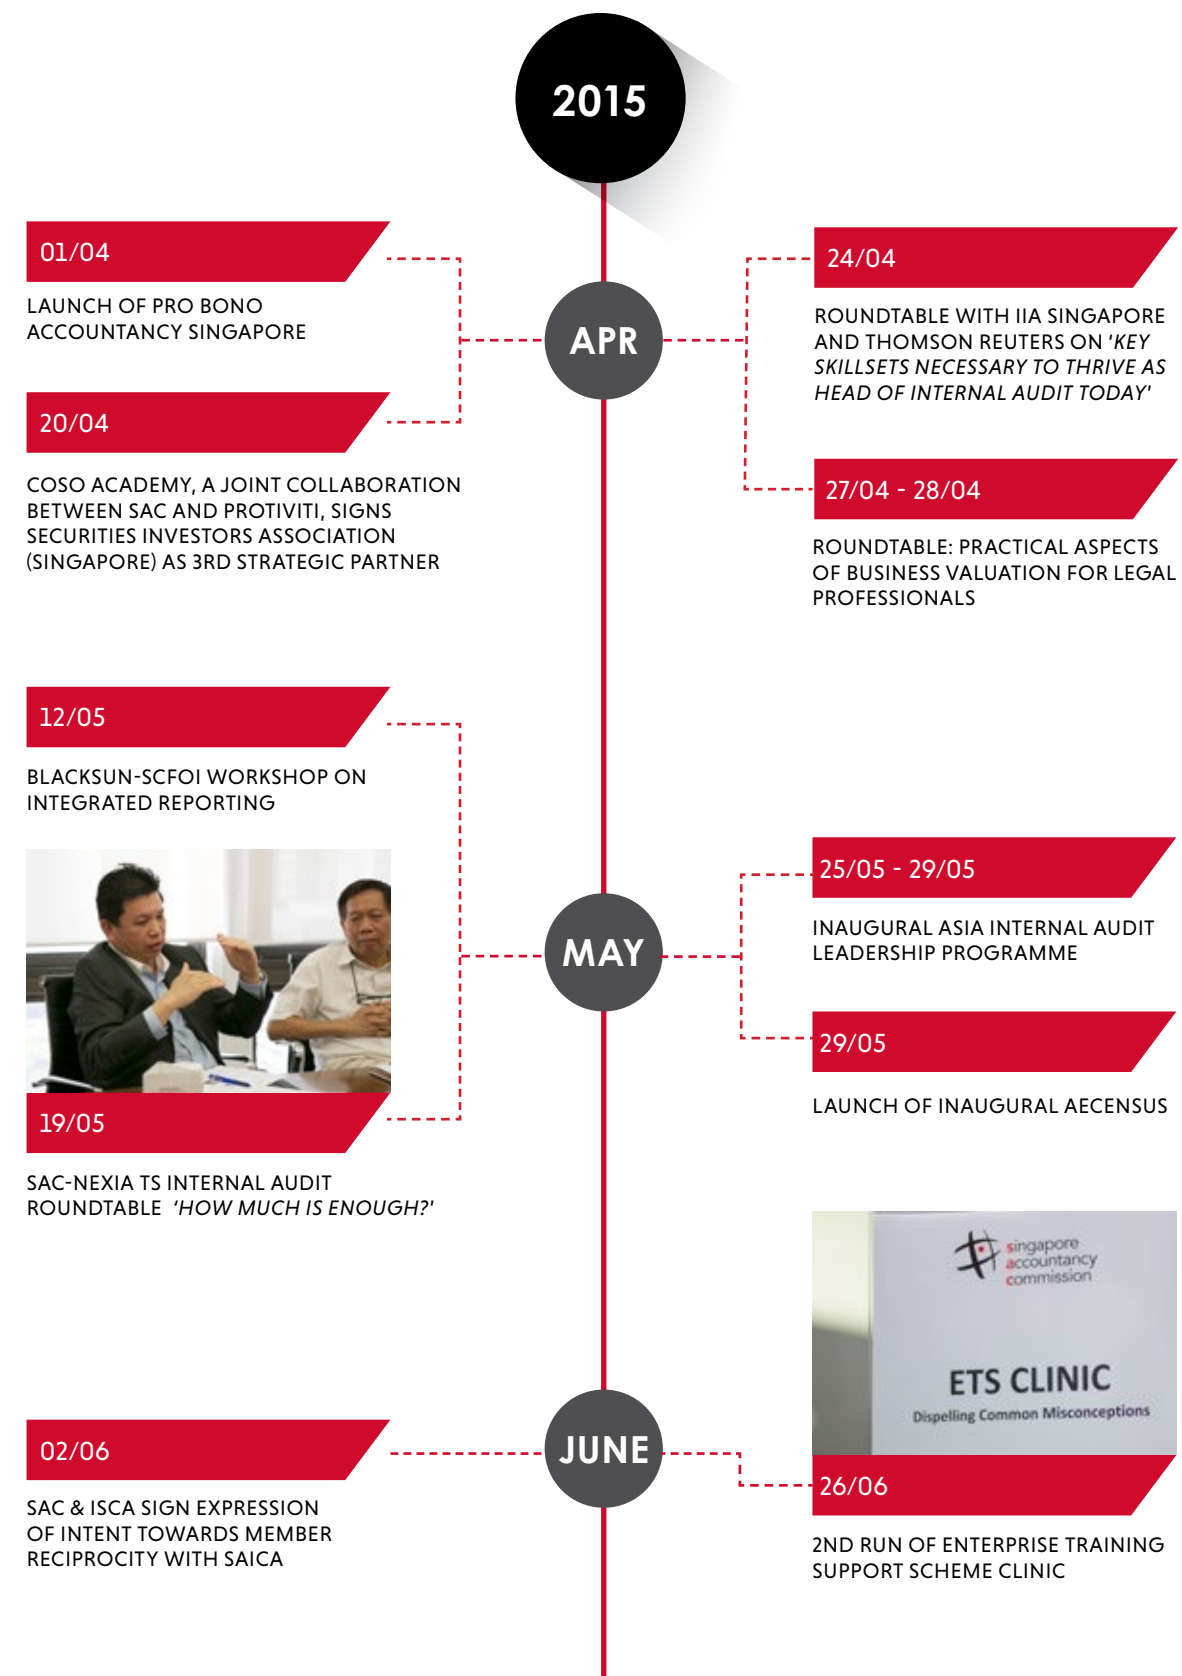 2015
APR
01/04
LAUNCH OF PRO BONO
ACCOUNTANCY SINGAPORE
20/04
COSO ACADEMY, A JOINT COLLABORATION
BETWEEN SAC AND PROTIVITI, SIGNS
SECURITIES INVESTORS ASSOCIATION
(SINGAPORE) AS 3RD STRATEGIC PARTNER
24/04
ROUNDTABLE WITH IIA SINGAPORE
AND THOMSON REUTERS ON 'KEY
SKILLSETS NECESSARY TO THRIVE AS
HEAD OF INTERNAL AUDIT TODAY'
27/04 - 28/04
ROUNDTABLE: PRACTICAL ASPECTS
OF BUSINESS VALUATION FOR LEGAL
PROFESSIONALS
MAY
12/05
BLACKSUN-SCFOI WORKSHOP ON
INTEGRATED REPORTING
19/05
SAC-NEXIA TS INTERNAL AUDIT
ROUNDTABLE 'HOW MUCH IS ENOUGH?'
25/05 - 29/05
INAUGURAL ASIA INTERNAL AUDIT
LEADERSHIP PROGRAMME
29/05
LAUNCH OF INAUGURAL AECENSUS
JUNE
02/06
SAC & ISCA SIGN EXPRESSION
OF INTENT TOWARDS MEMBER
RECIPROCITY WITH SAICA
singapore
accountancy
commission
ETS CLINIC
Dispelling Common Misconceptions
26/06
2ND RUN OF ENTERPRISE TRAINING
SUPPORT SCHEME CLINIC